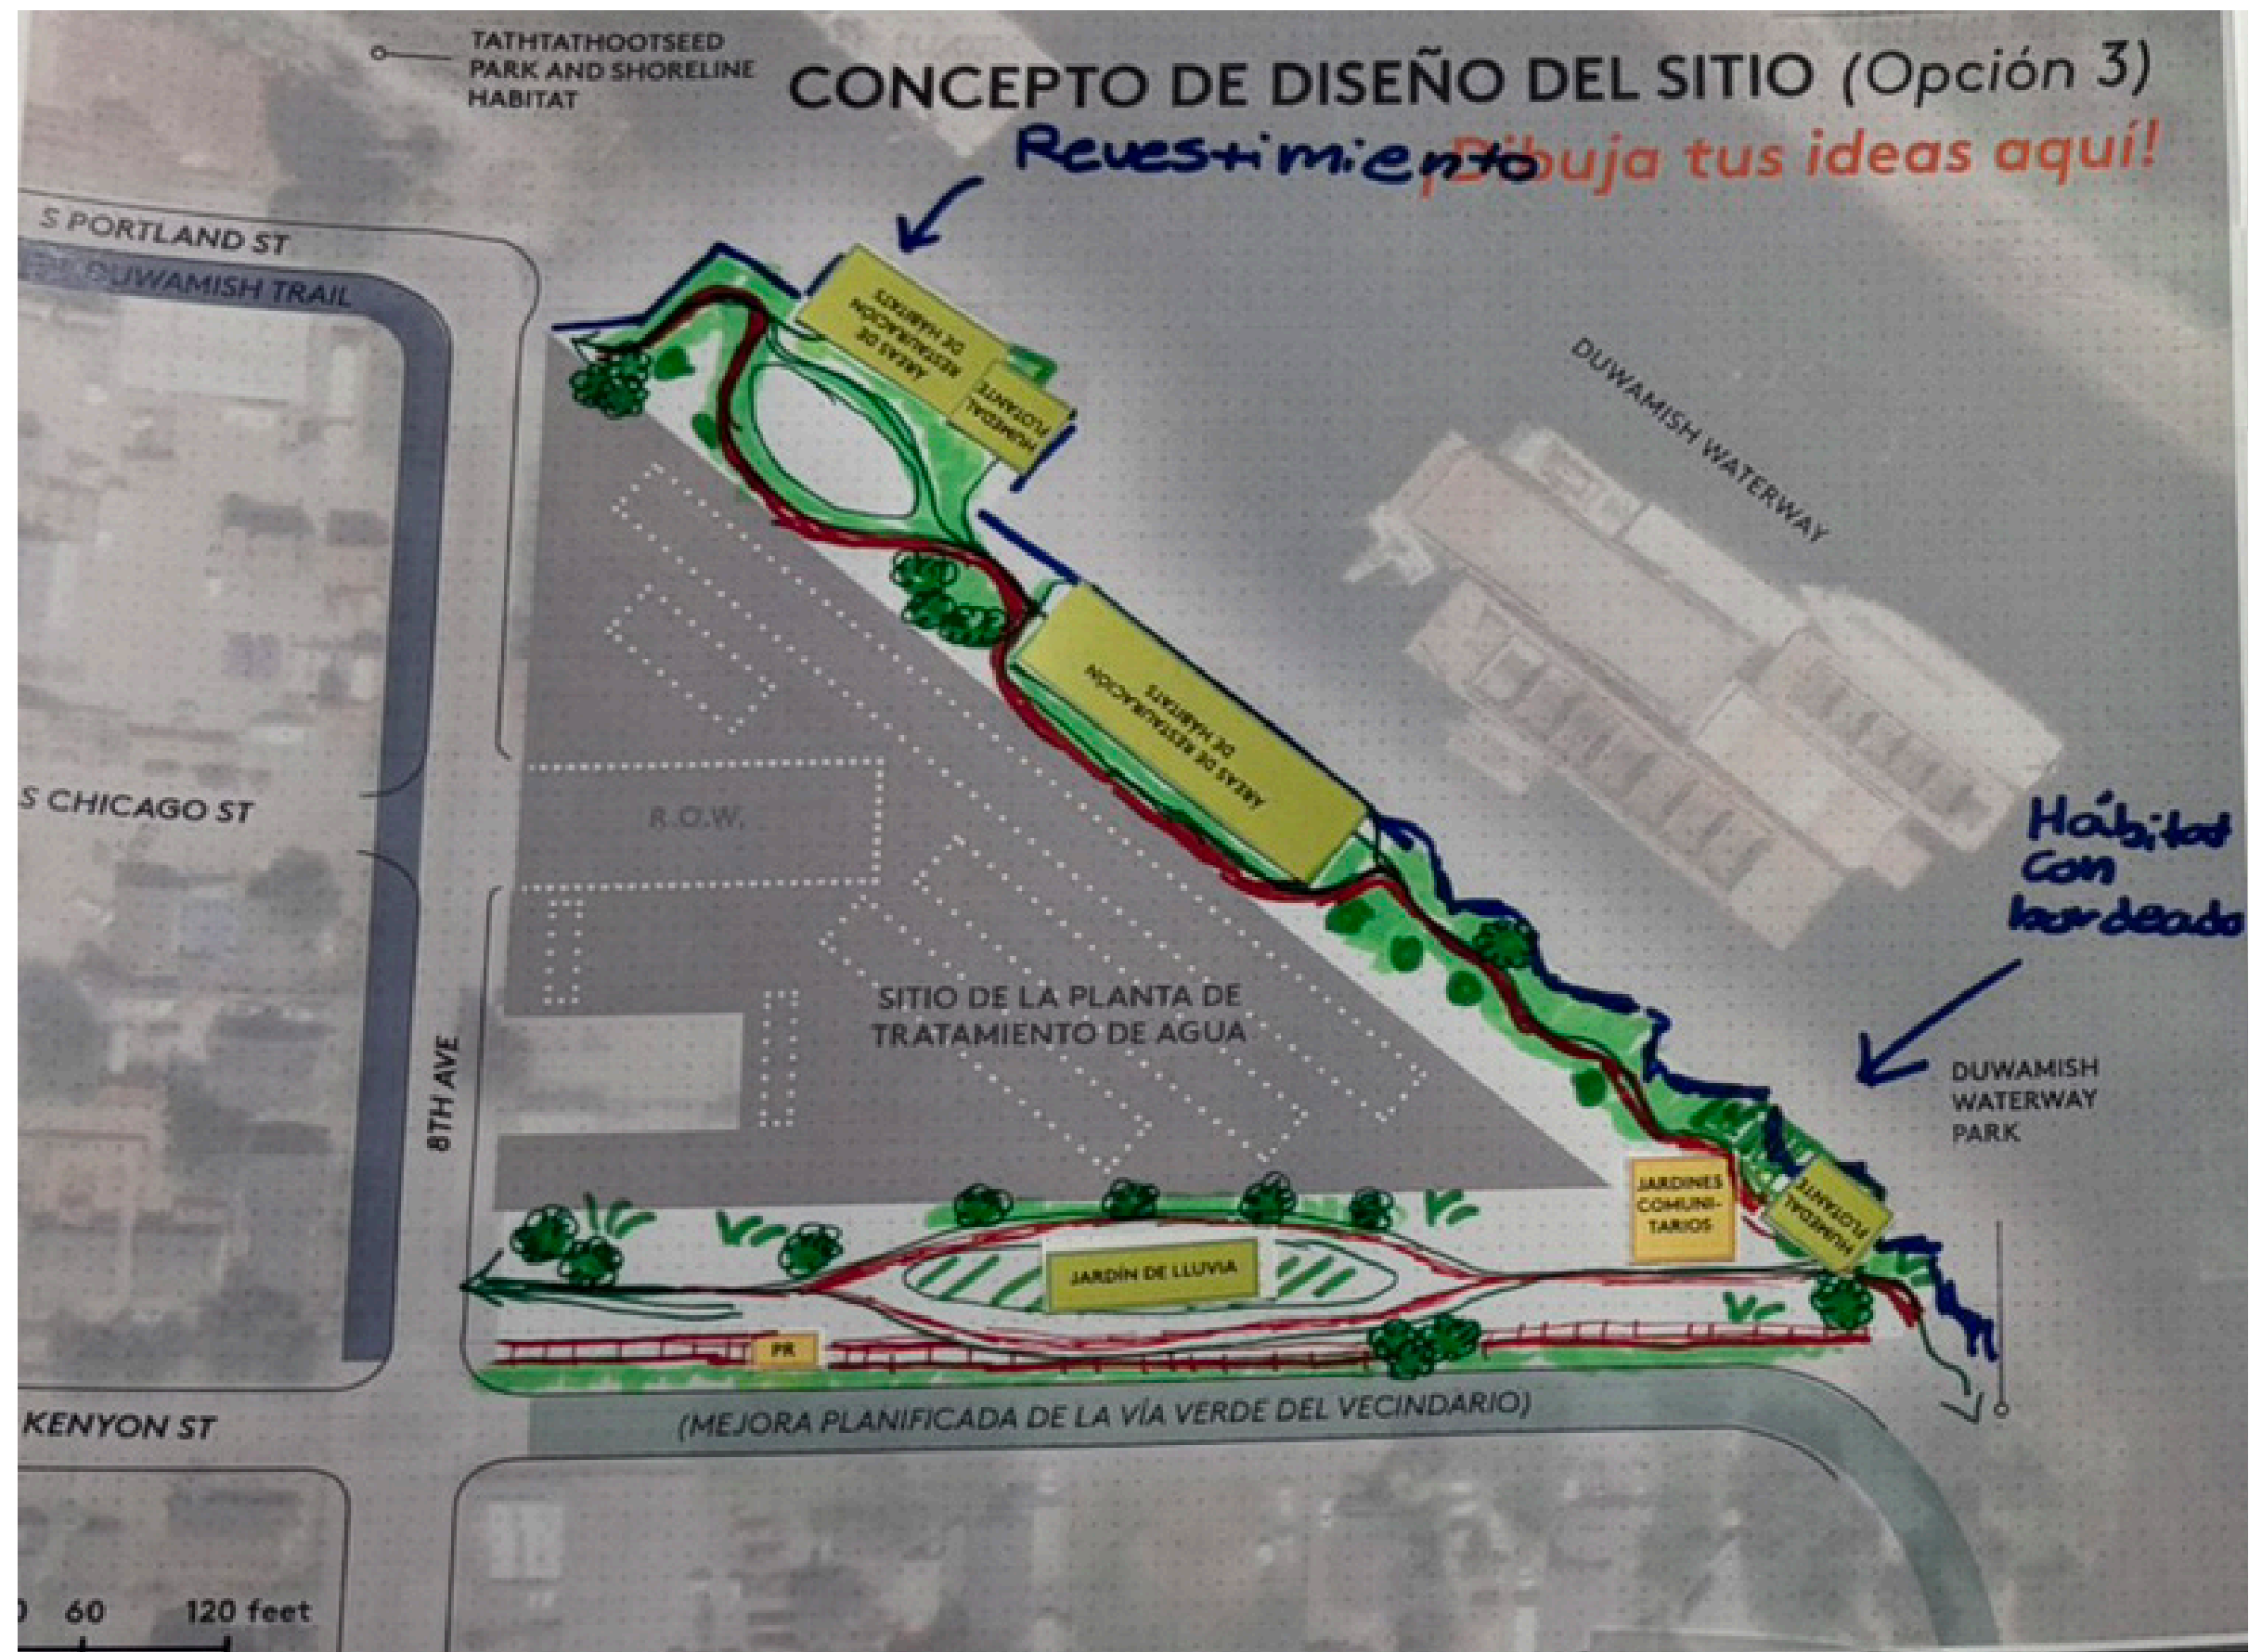 TATHTATHOOTSEED
PARK AND SHORELINE
HABITAT
CONCEPTO DE DISEÑO DEL SITIO (Opción 3)
¡Dibuja tus ideas aquí!
Revestimiento
S PORTLAND ST
DUWAMISH TRAIL
ÁREAS DE
RESTAURACIÓN
DE HÁBITATS
HUMEDAL
FLOTANTE
DUWAMISH WATERWAY
ÁREAS DE RESTAURACIÓN
DE HÁBITATS
S CHICAGO ST
R.O.W.
Hábitat
con
bordeado
SITIO DE LA PLANTA DE
TRATAMIENTO DE AGUA
8TH AVE
DUWAMISH
WATERWAY
PARK
JARDINES
COMUNI-
TARIOS
HUMEDAL
FLOTANTE
JARDÍN DE LLUVIA
PR
KENYON ST
(MEJORA PLANIFICADA DE LA VÍA VERDE DEL VECINDARIO)
60 120 feet